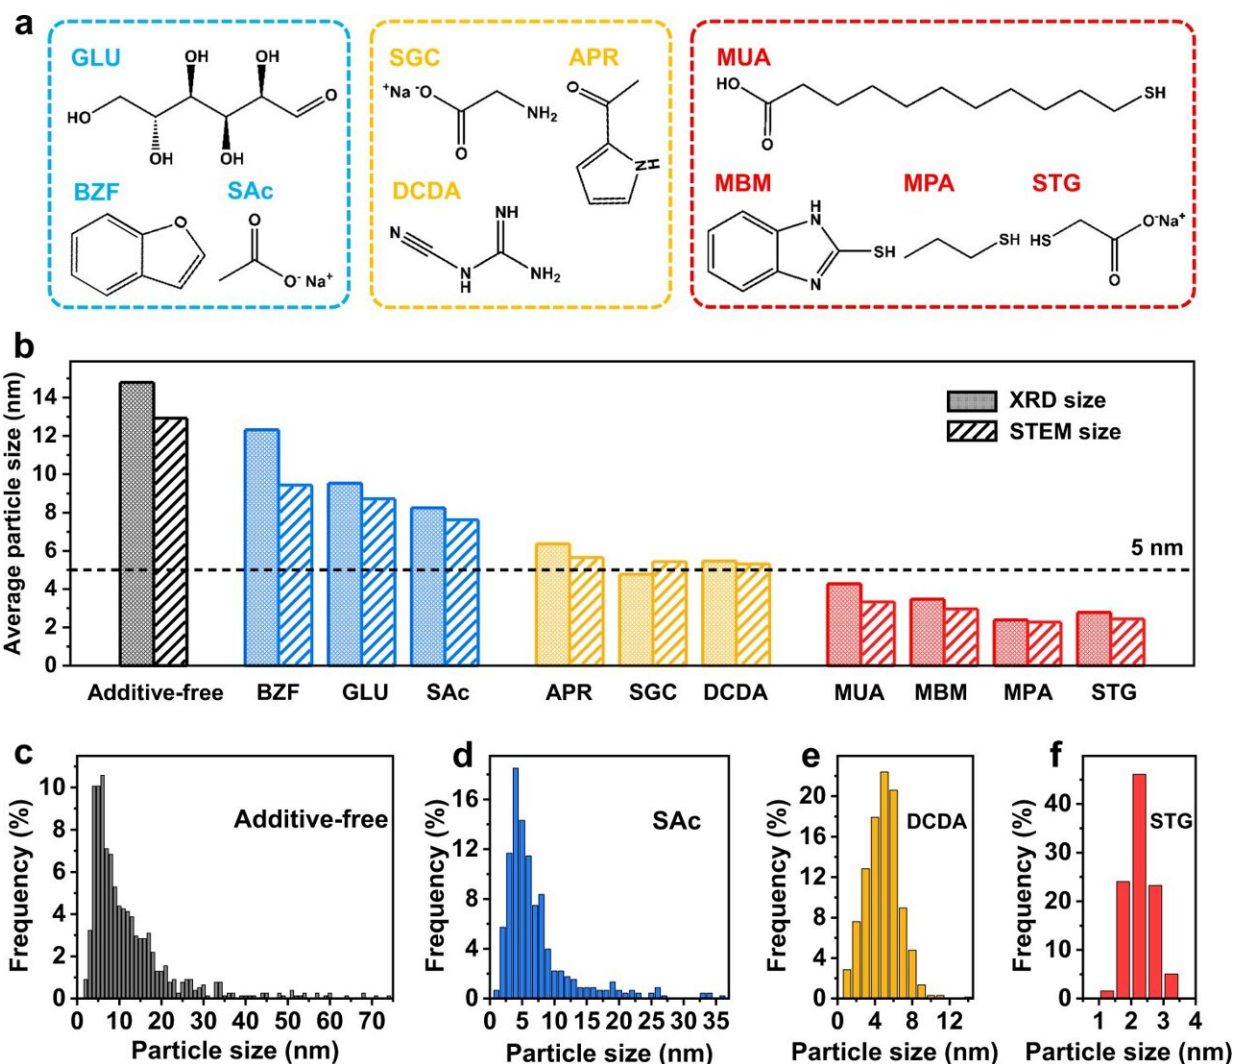 a
GLU
OH OH
HO
O
OH OH
BZF
SAc
O
O
O⁻ Na⁺
SGC
APR
⁺Na ⁻O
NH₂
O
O
NH
DCDA
NH
N
N
H
NH₂
MUA
HO
O
SH
MBM
MPA
STG
H
N
SH
N
SH
HS
O⁻Na⁺
O
b
Average particle size (nm)
14
12
10
8
6
4
2
0
XRD size
STEM size
5 nm
Additive-free BZF GLU SAc APR SGC DCDA MUA MBM MPA STG
c
Frequency (%)
10
8
6
4
2
0
Additive-free
0 10 20 30 40 50 60 70
Particle size (nm)
d
Frequency (%)
16
12
8
4
0
SAc
0 5 10 15 20 25 30 35
Particle size (nm)
e
Frequency (%)
20
16
12
8
4
0
DCDA
0 4 8 12
Particle size (nm)
f
Frequency (%)
40
30
20
10
0
STG
1 2 3 4
Particle size (nm)